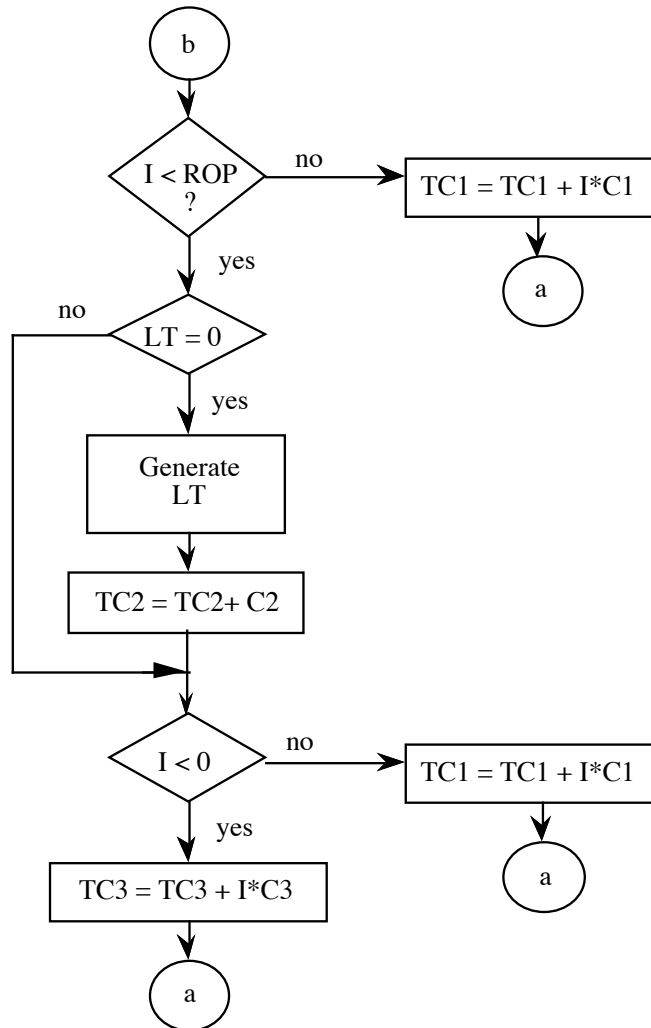 b
I < ROP
?
no
TC1 = TC1 + I*C1
a
yes
no
LT = 0
yes
Generate
LT
TC2 = TC2+ C2
I < 0
no
TC1 = TC1 + I*C1
a
yes
TC3 = TC3 + I*C3
a